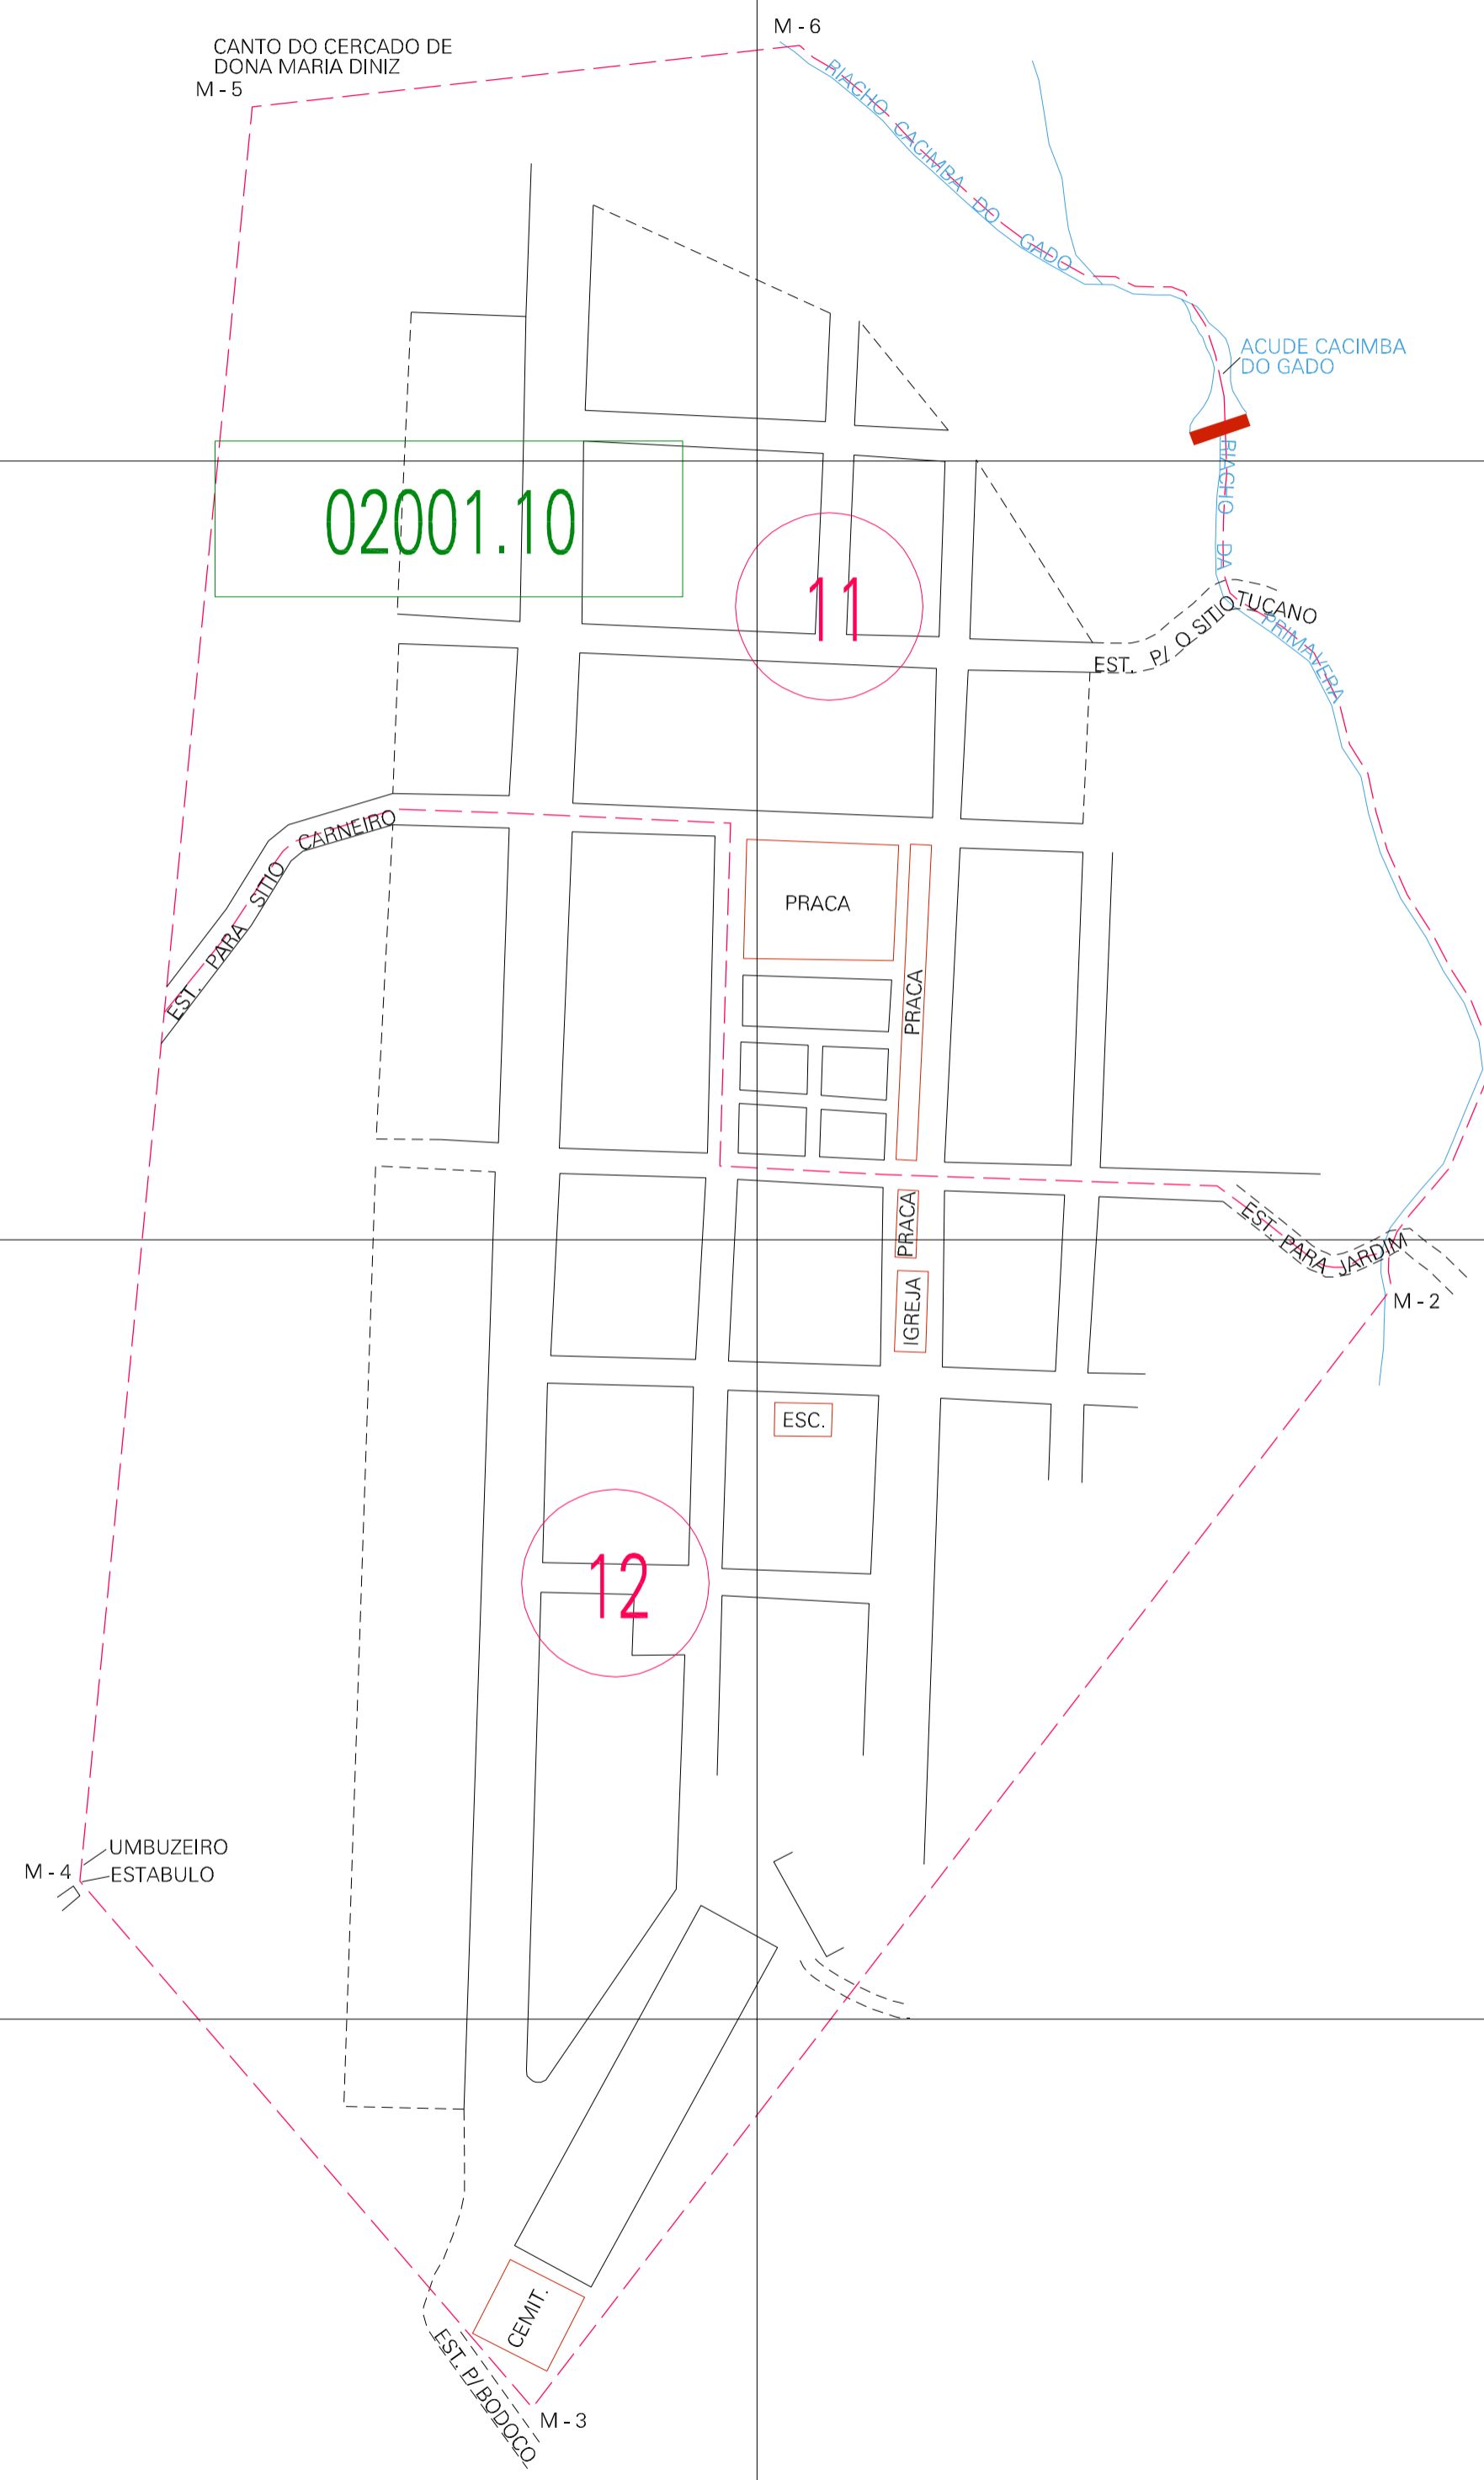 M - 6
CANTO DO CERCADO DE
DONA MARIA DINIZ
M - 5
RIACHO CACIMBA DO GADO
ACUDE CACIMBA
DO GADO
02001.10
11
RIACHO DA PRIMAVERA
EST. P/ O SITIO TUCANO
EST. PARA SITIO CARNEIRO
PRACA
PRACA
PRACA
EST. PARA JARDIM
IGREJA
M - 2
ESC.
12
UMBUZEIRO
M - 4
ESTABULO
CEMIT.
EST. P/ BODOCO
M - 3